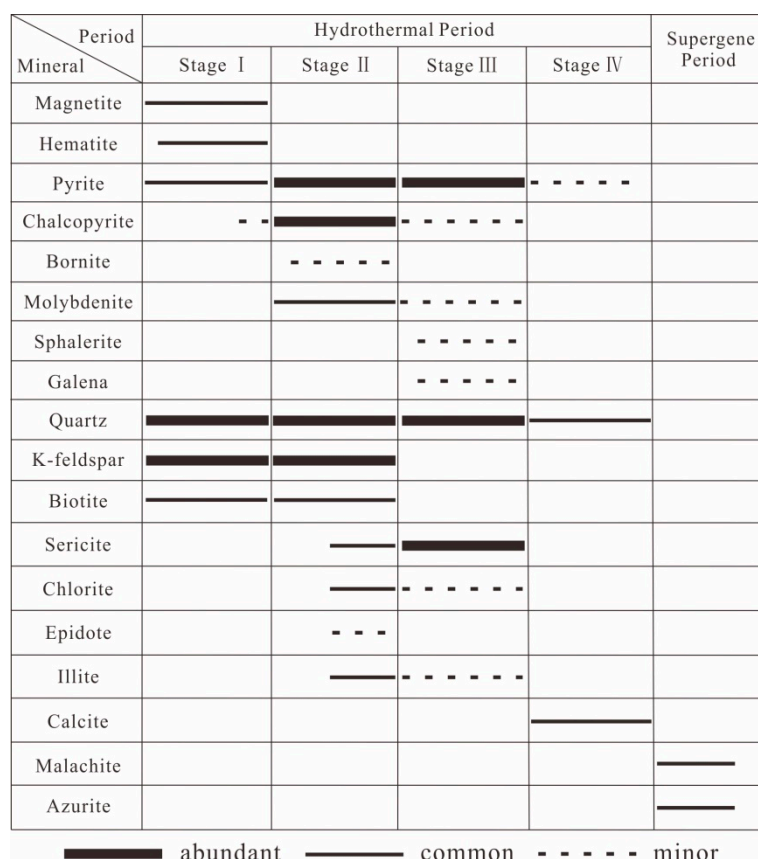 Period
Mineral
Hydrothermal Period
Supergene
Period
Stage Ⅰ
Stage Ⅱ
Stage Ⅲ
Stage Ⅳ
Magnetite
Hematite
Pyrite
Chalcopyrite
Bornite
Molybdenite
Sphalerite
Galena
Quartz
K-feldspar
Biotite
Sericite
Chlorite
Epidote
Illite
Calcite
Malachite
Azurite
abundant common minor